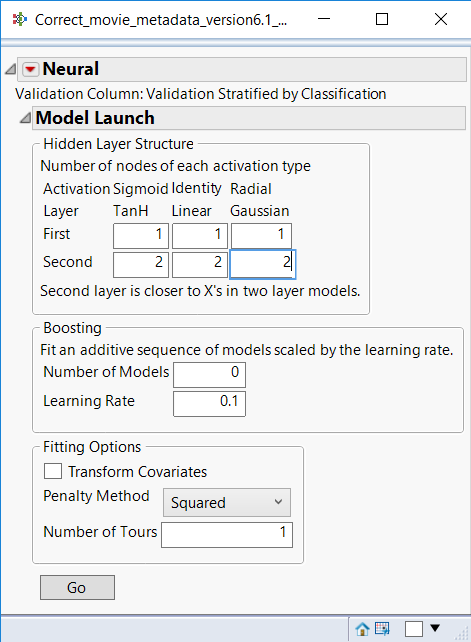 Correct_movie_metadata_version6.1_...
Neural
Validation Column: Validation Stratified by Classification
Model Launch
Hidden Layer Structure
Number of nodes of each activation type
Activation Sigmoid Identity Radial
Layer TanH Linear Gaussian
First 1 1 1
Second 2 2 2
Second layer is closer to X's in two layer models.
Boosting
Fit an additive sequence of models scaled by the learning rate.
Number of Models 0
Learning Rate 0.1
Fitting Options
Transform Covariates
Penalty Method Squared
Number of Tours 1
Go